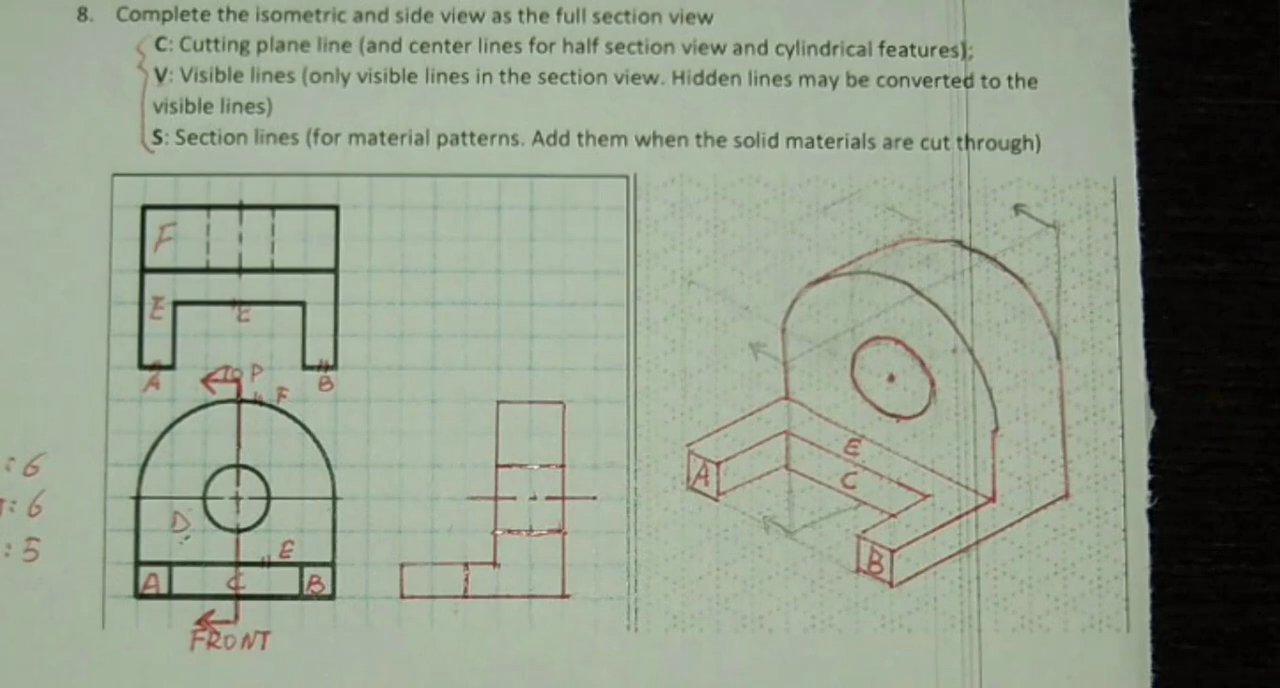 8. Complete the isometric and side view as the full section view
C: Cutting plane line (and center lines for half section view and cylindrical features);
V: Visible lines (only visible lines in the section view. Hidden lines may be converted to the
visible lines)
S: Section lines (for material patterns. Add them when the solid materials are cut through)
F
E
C
A
P
B
F
E
A
C
: 6
: 6
B
D
: 5
E
A
C
B
FRONT